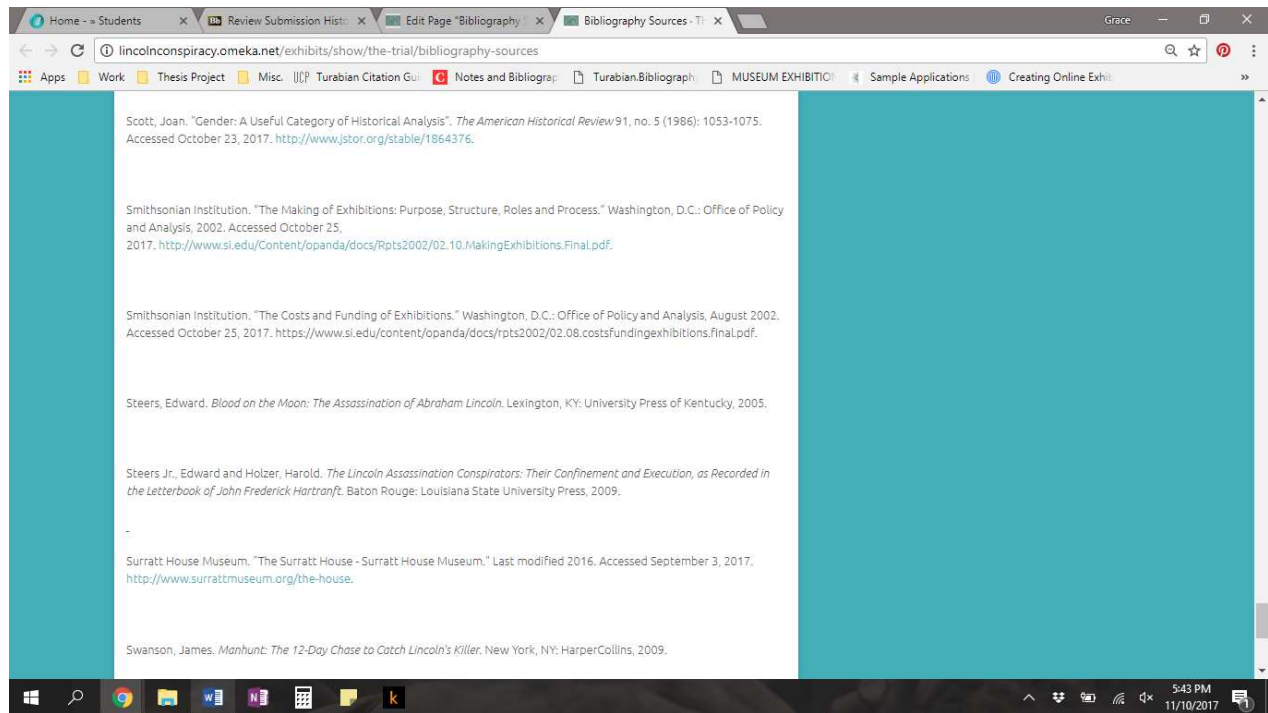 Home - » Students
Review Submission Histo
Edit Page "Bibliography S
Bibliography Sources · Th
Grace
lincolnconspiracy.omeka.net/exhibits/show/the-trial/bibliography-sources
Apps
Work
Thesis Project
Misc.
Turabian Citation Gui
Notes and Bibliograp
Turabian.Bibliograph
MUSEUM EXHIBITIO
Sample Applications
Creating Online Exhib
»
Scott, Joan. "Gender: A Useful Category of Historical Analysis". The American Historical Review 91, no. 5 (1986): 1053-1075.
Accessed October 23, 2017. http://www.jstor.org/stable/1864376.
Smithsonian Institution. "The Making of Exhibitions: Purpose, Structure, Roles and Process." Washington, D.C.: Office of Policy
and Analysis, 2002. Accessed October 25,
2017. http://www.si.edu/Content/opanda/docs/Rpts2002/02.10.MakingExhibitions.Final.pdf.
Smithsonian Institution. "The Costs and Funding of Exhibitions." Washington, D.C.: Office of Policy and Analysis, August 2002.
Accessed October 25, 2017. https://www.si.edu/content/opanda/docs/rpts2002/02.08.costsfundingexhibitions.final.pdf.
Steers, Edward. Blood on the Moon: The Assassination of Abraham Lincoln. Lexington, KY: University Press of Kentucky, 2005.
Steers Jr., Edward and Holzer, Harold. The Lincoln Assassination Conspirators: Their Confinement and Execution, as Recorded in
the Letterbook of John Frederick Hartranft. Baton Rouge: Louisiana State University Press, 2009.
-
Surratt House Museum. "The Surratt House - Surratt House Museum." Last modified 2016. Accessed September 3, 2017.
http://www.surrattmuseum.org/the-house.
Swanson, James. Manhunt: The 12-Day Chase to Catch Lincoln's Killer. New York, NY: HarperCollins, 2009.
5:43 PM
11/10/2017